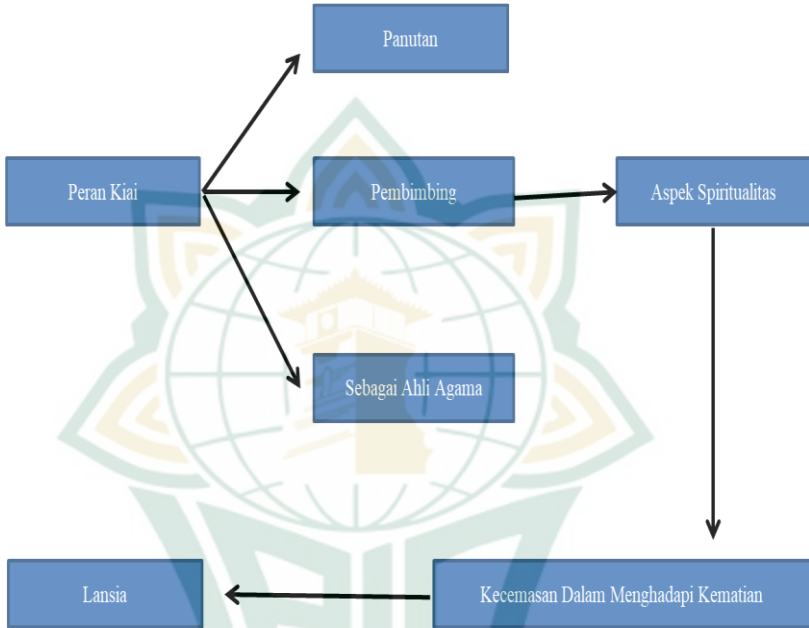 Panutan
Peran Kiai
Pembimbing
Aspek Spiritualitas
Sebagai Ahli Agama
Lansia
Kecemasan Dalam Menghadapi Kematian